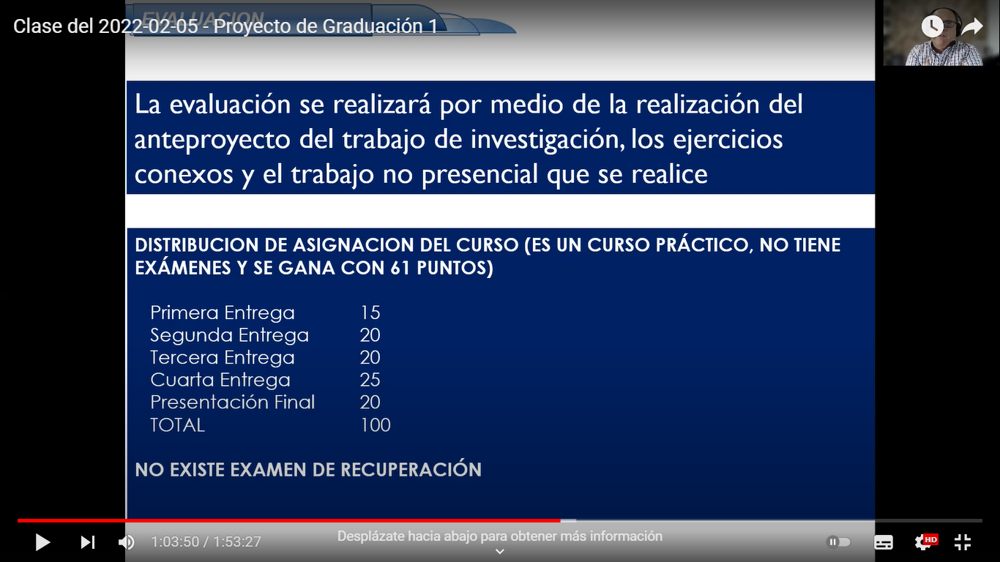 EVALUACION
Clase del 2022-02-05 - Proyecto de Graduación 1
La evaluación se realizará por medio de la realización del
anteproyecto del trabajo de investigación, los ejercicios
conexos y el trabajo no presencial que se realice
DISTRIBUCION DE ASIGNACION DEL CURSO (ES UN CURSO PRÁCTICO, NO TIENE
EXÁMENES Y SE GANA CON 61 PUNTOS)
Primera Entrega 15
Segunda Entrega 20
Tercera Entrega 20
Cuarta Entrega 25
Presentación Final 20
TOTAL 100
NO EXISTE EXAMEN DE RECUPERACIÓN
Desplázate hacia abajo para obtener más información
1:03:50 / 1:53:27
HD